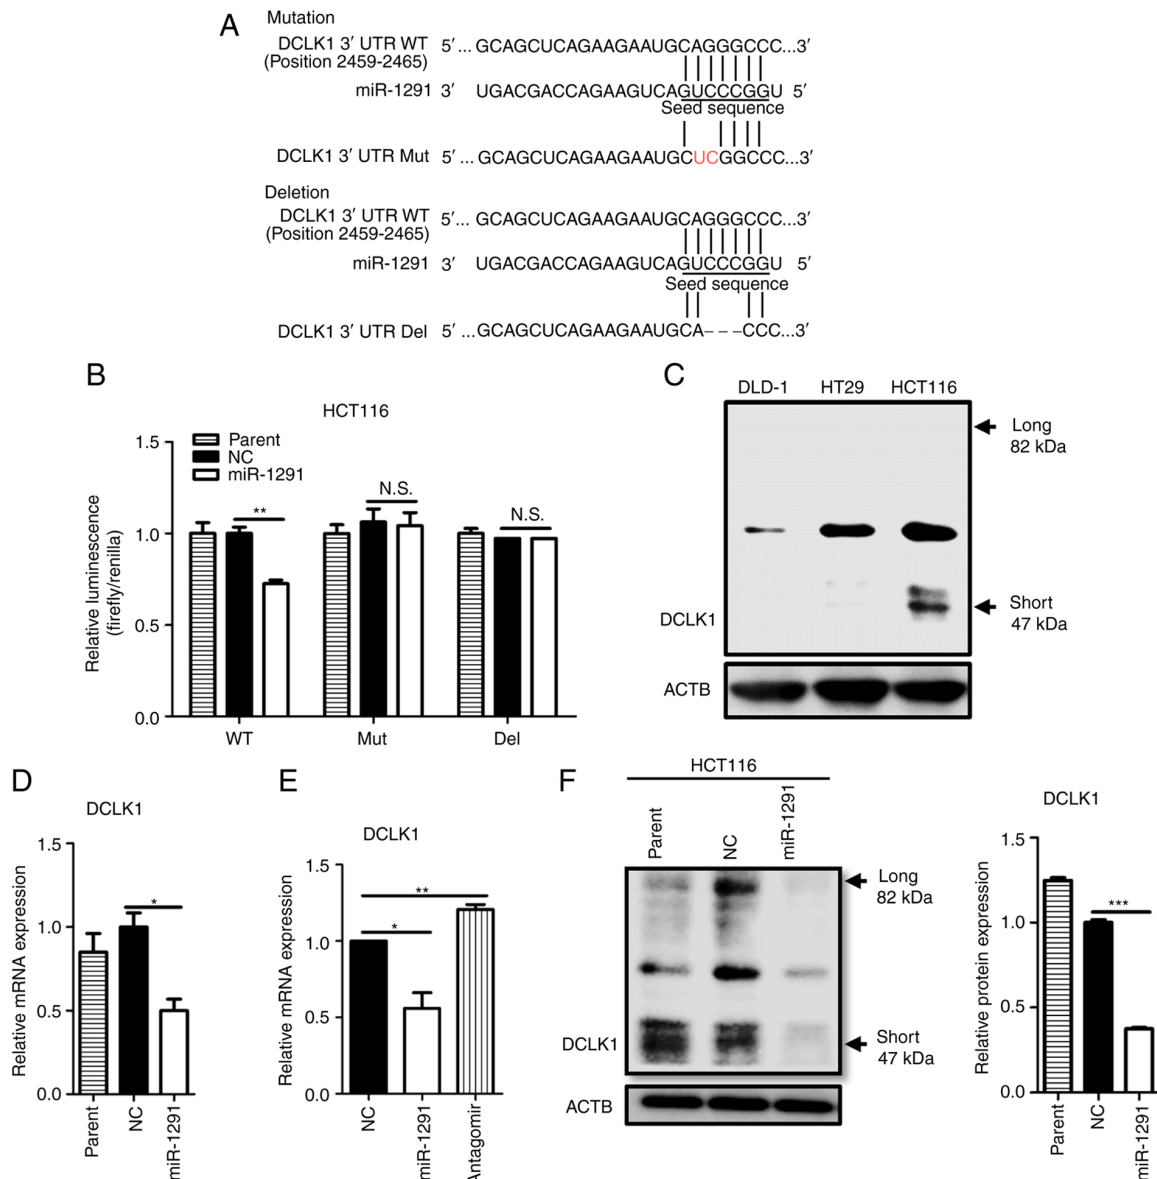 A
Mutation
DCLK1 3′ UTR WT 5′... GCAGCUCAGAAGAAUGCAGGGCCC...3′
(Position 2459-2465)
miR-1291 3′ UGACGACCAGAAGUCAGUCCCGGU 5′
Seed sequence
DCLK1 3′ UTR Mut 5′ ... GCAGCUCAGAAGAAUGCUCGGCCC...3′
Deletion
DCLK1 3′ UTR WT 5′... GCAGCUCAGAAGAAUGCAGGGCCC...3′
(Position 2459-2465)
miR-1291 3′ UGACGACCAGAAGUCAGUCCCGGU 5′
Seed sequence
DCLK1 3′ UTR Del 5′ ...GCAGCUCAGAAGAAUGCA---CCC...3′
B
HCT116
Parent
NC
miR-1291
Relative luminescence
(firefly/renilla)
1.5
1.0
0.5
0.0
**
N.S.
N.S.
WT Mut Del
C
DLD-1 HT29 HCT116
Long
82 kDa
Short
47 kDa
DCLK1
ACTB
D
DCLK1
Relative mRNA expression
1.5
1.0
0.5
0.0
*
Parent
NC
miR-1291
E
DCLK1
Relative mRNA expression
1.5
1.0
0.5
0.0
**
*
NC
miR-1291
Antagomir
F
HCT116
Parent
NC
miR-1291
Long
82 kDa
DCLK1
Short
47 kDa
ACTB
DCLK1
Relative protein expression
1.5
1.0
0.5
0.0
***
Parent
NC
miR-1291